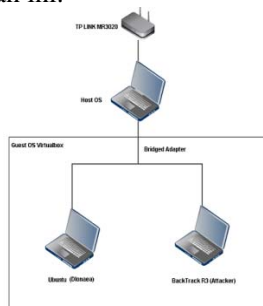 TP LINK MR3020
Host OS
Guest OS Virtualbox
Bridged Adapter
Ubuntu (Dionaea)
BackTrack R3 (Attacker)